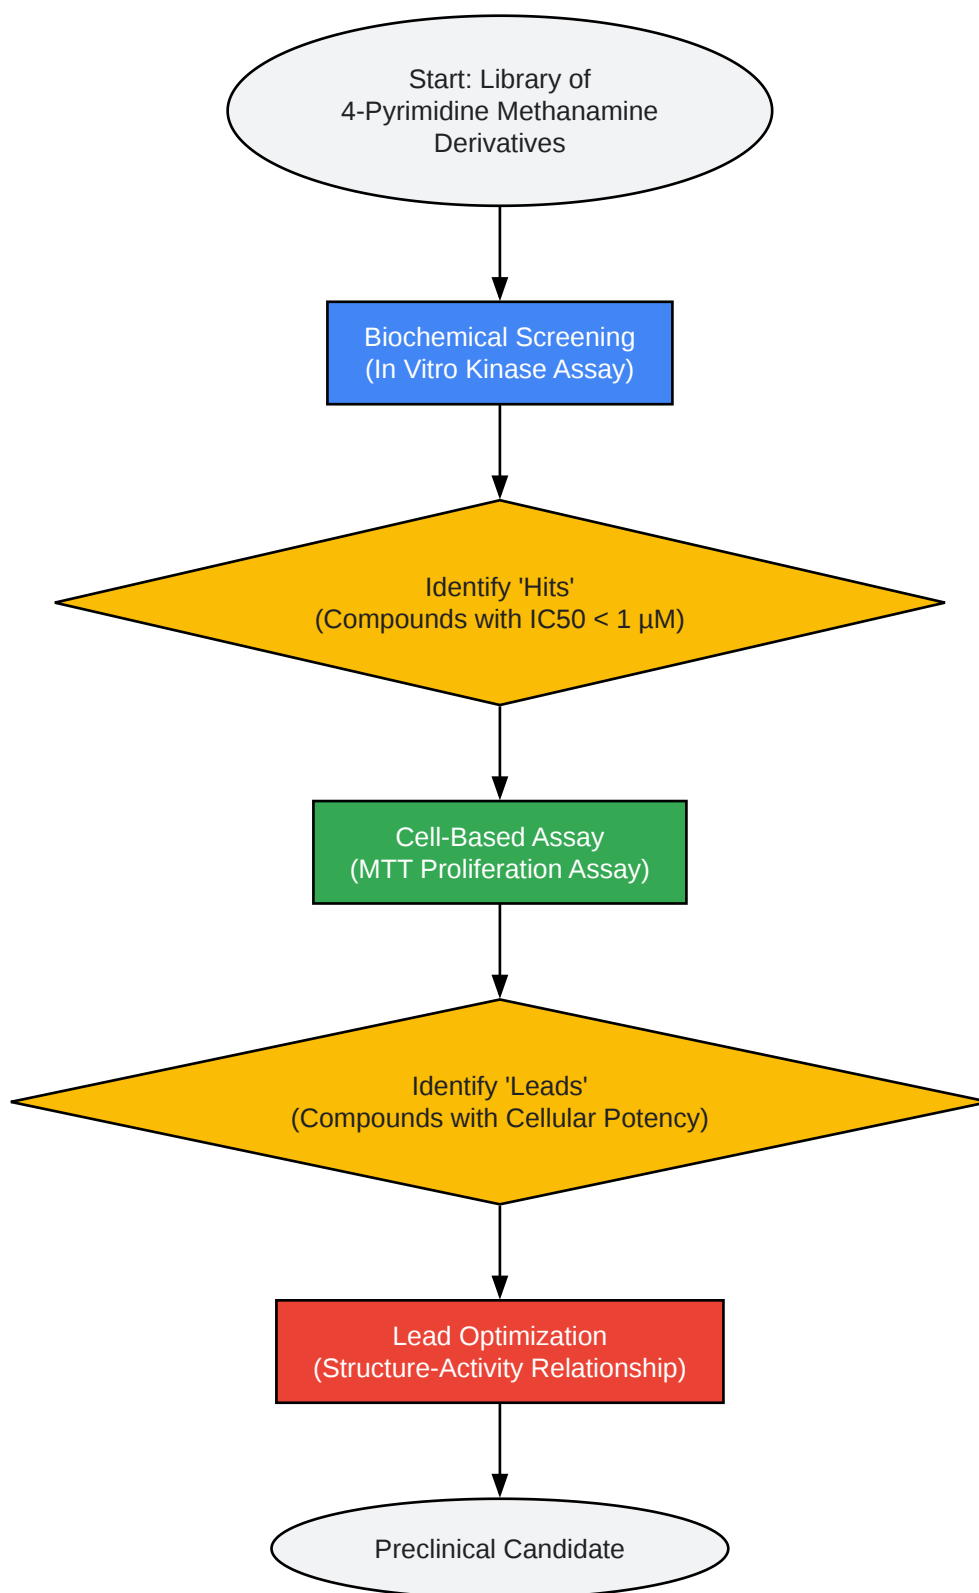 Start: Library of
4-Pyrimidine Methanamine
Derivatives
Biochemical Screening
(In Vitro Kinase Assay)
Identify 'Hits'
(Compounds with IC50 < 1 µM)
Cell-Based Assay
(MTT Proliferation Assay)
Identify 'Leads'
(Compounds with Cellular Potency)
Lead Optimization
(Structure-Activity Relationship)
Preclinical Candidate